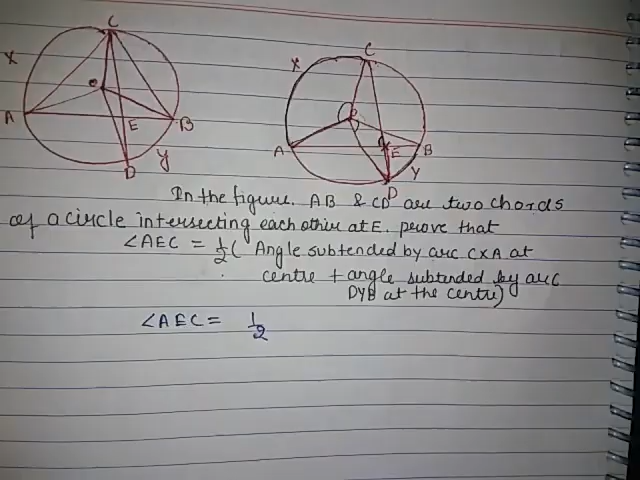 C
X
O
A
E
B
Y
D
C
X
O
A
E
B
Y
D
In the figure. AB & CD are two chords
of a circle intersecting each other at E. prove that
∠AEC = 1/2 ( Angle subtended by arc CXA at
centre + angle subtended by arc
DYB at the centre)
∠AEC = 1/2